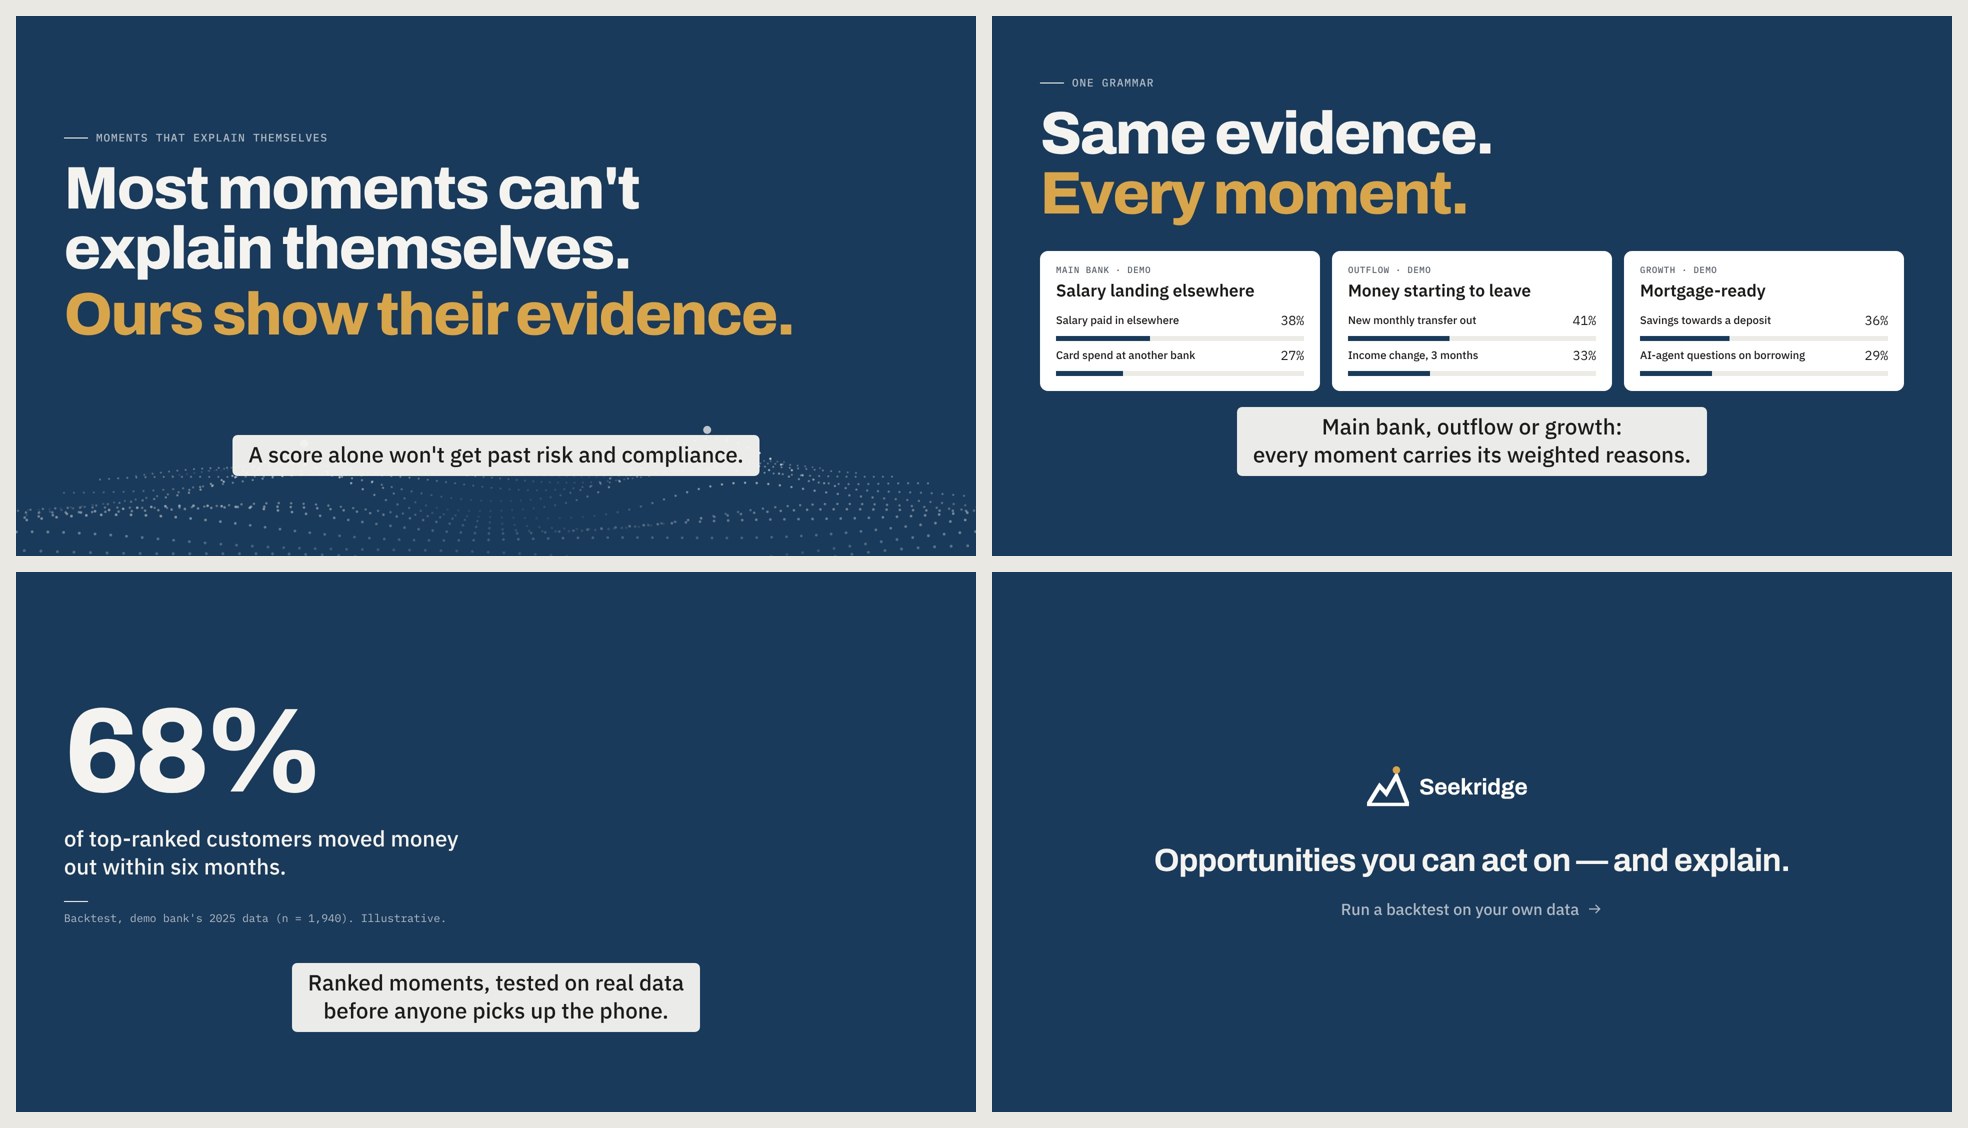 MOMENTS THAT EXPLAIN THEMSELVES
Most moments can't
explain themselves.
Ours show their evidence.
A score alone won't get past risk and compliance.
ONE GRAMMAR
Same evidence.
Every moment.
MAIN BANK · DEMO
Salary landing elsewhere
Salary paid in elsewhere 38%
Card spend at another bank 27%
OUTFLOW · DEMO
Money starting to leave
New monthly transfer out 41%
Income change, 3 months 33%
GROWTH · DEMO
Mortgage-ready
Savings towards a deposit 36%
AI-agent questions on borrowing 29%
Main bank, outflow or growth:
every moment carries its weighted reasons.
68%
of top-ranked customers moved money
out within six months.
Backtest, demo bank's 2025 data (n = 1,940). Illustrative.
Ranked moments, tested on real data
before anyone picks up the phone.
Seekridge
Opportunities you can act on — and explain.
Run a backtest on your own data →